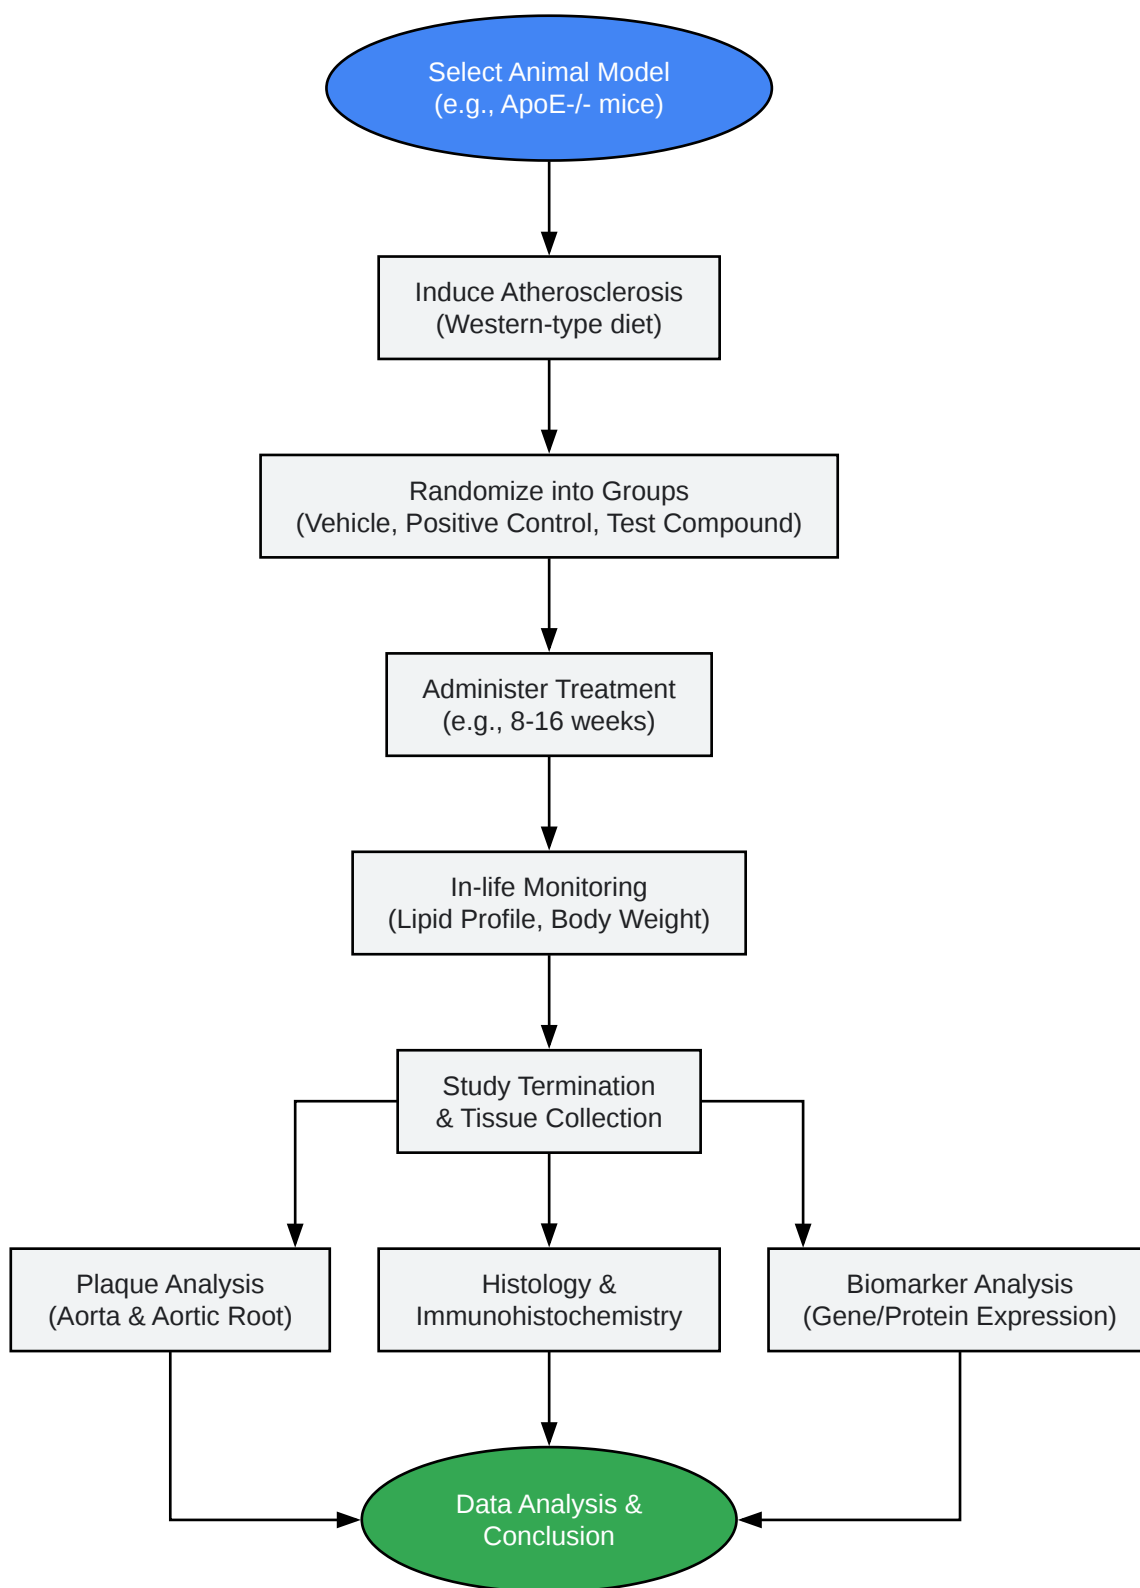 Select Animal Model
(e.g., ApoE-/- mice)
Induce Atherosclerosis
(Western-type diet)
Randomize into Groups
(Vehicle, Positive Control, Test Compound)
Administer Treatment
(e.g., 8-16 weeks)
In-life Monitoring
(Lipid Profile, Body Weight)
Study Termination
& Tissue Collection
Plaque Analysis
(Aorta & Aortic Root)
Histology &
Immunohistochemistry
Biomarker Analysis
(Gene/Protein Expression)
Data Analysis &
Conclusion